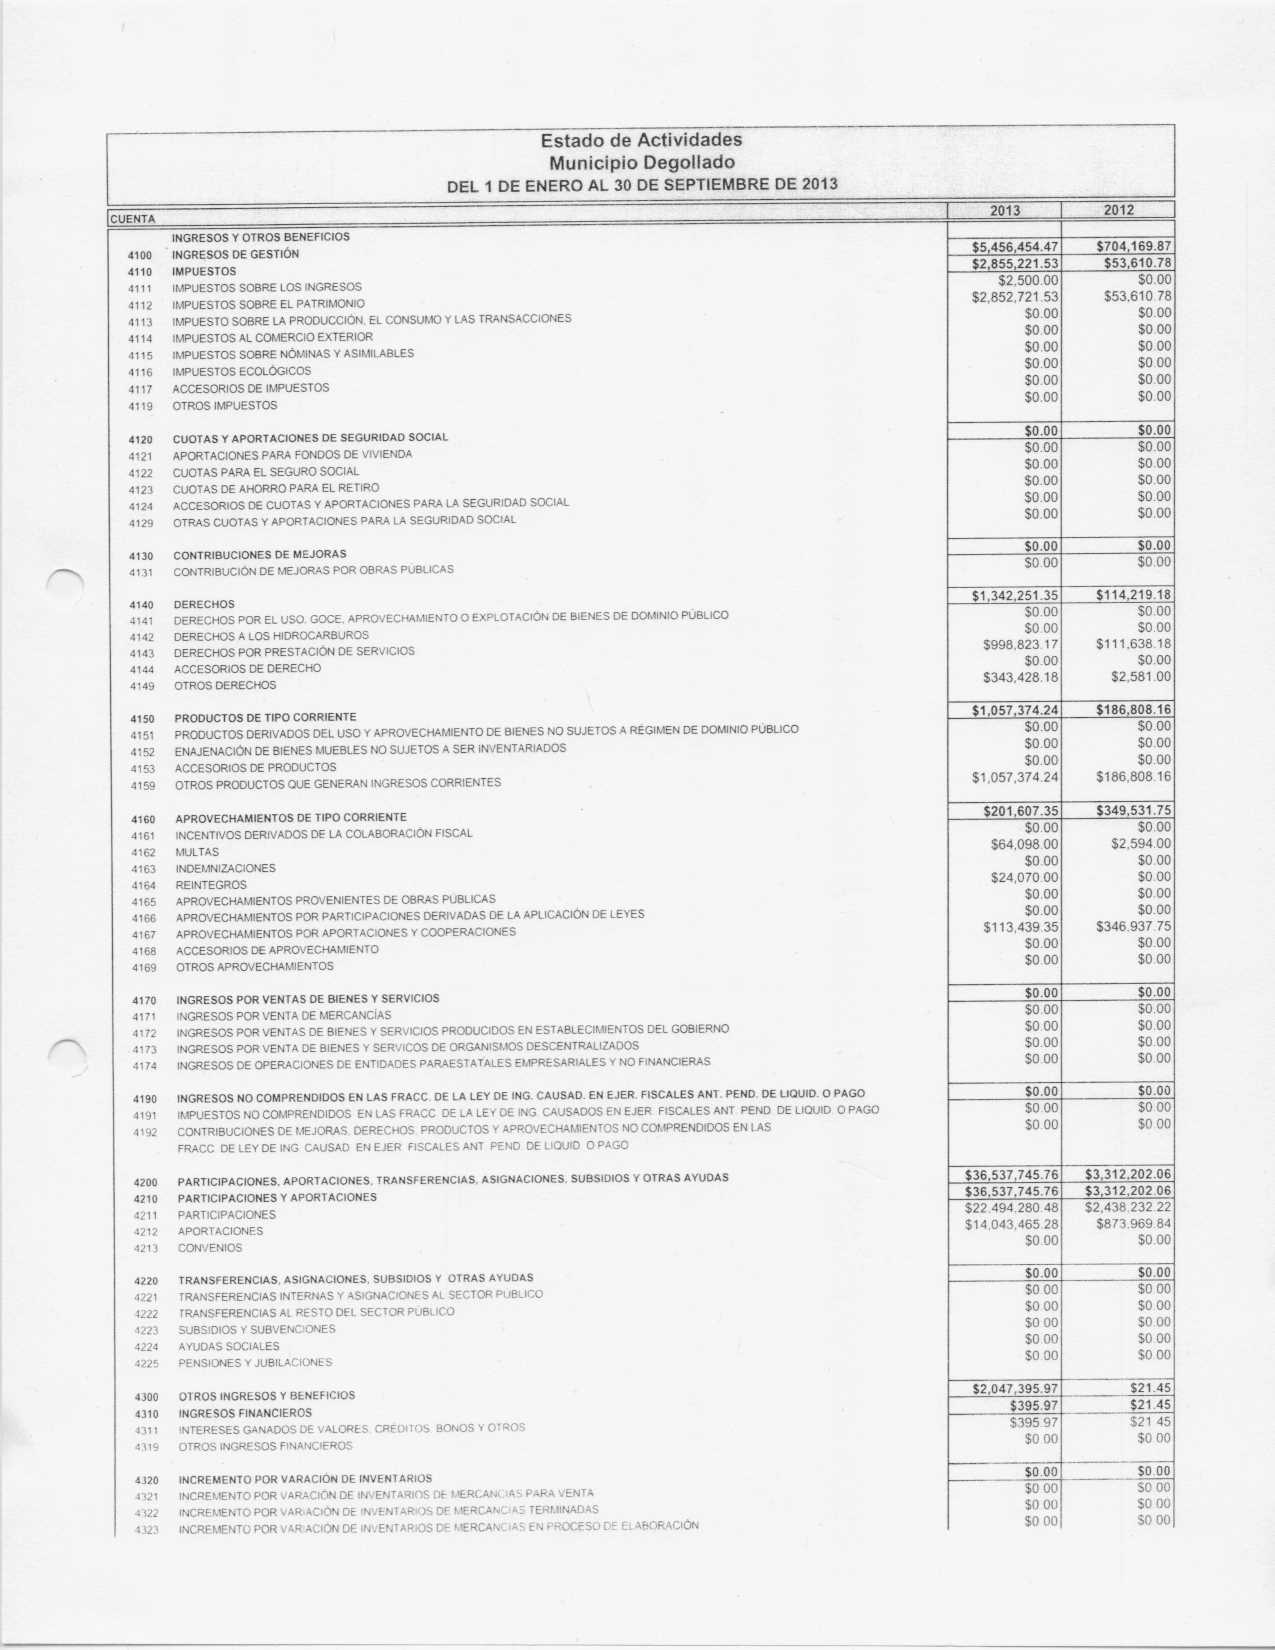 Estado de Actividades
Municipio Degollado
DEL 1 DE ENERO AL 30 DE SEPTIEMBRE DE 2013
CUENTA 2013 2012
INGRESOS Y OTROS BENEFICIOS
4100 INGRESOS DE GESTIÓN $5,456,454.47 $704,169.87
4110 IMPUESTOS $2,855,221.53 $53,610.78
4111 IMPUESTOS SOBRE LOS INGRESOS $2,500.00 $0.00
4112 IMPUESTOS SOBRE EL PATRIMONIO $2,852,721.53 $53,610.78
4113 IMPUESTO SOBRE LA PRODUCCIÓN, EL CONSUMO Y LAS TRANSACCIONES $0.00 $0.00
4114 IMPUESTOS AL COMERCIO EXTERIOR $0.00 $0.00
4115 IMPUESTOS SOBRE NÓMINAS Y ASIMILABLES $0.00 $0.00
4116 IMPUESTOS ECOLÓGICOS $0.00 $0.00
4117 ACCESORIOS DE IMPUESTOS $0.00 $0.00
4119 OTROS IMPUESTOS $0.00 $0.00
4120 CUOTAS Y APORTACIONES DE SEGURIDAD SOCIAL $0.00 $0.00
4121 APORTACIONES PARA FONDOS DE VIVIENDA $0.00 $0.00
4122 CUOTAS PARA EL SEGURO SOCIAL $0.00 $0.00
4123 CUOTAS DE AHORRO PARA EL RETIRO $0.00 $0.00
4124 ACCESORIOS DE CUOTAS Y APORTACIONES PARA LA SEGURIDAD SOCIAL $0.00 $0.00
4129 OTRAS CUOTAS Y APORTACIONES PARA LA SEGURIDAD SOCIAL $0.00 $0.00
4130 CONTRIBUCIONES DE MEJORAS $0.00 $0.00
4131 CONTRIBUCIÓN DE MEJORAS POR OBRAS PÚBLICAS $0.00 $0.00
4140 DERECHOS $1,342,251.35 $114,219.18
4141 DERECHOS POR EL USO, GOCE, APROVECHAMIENTO O EXPLOTACIÓN DE BIENES DE DOMINIO PÚBLICO $0.00 $0.00
4142 DERECHOS A LOS HIDROCARBUROS $0.00 $0.00
4143 DERECHOS POR PRESTACIÓN DE SERVICIOS $998,823.17 $111,638.18
4144 ACCESORIOS DE DERECHO $0.00 $0.00
4149 OTROS DERECHOS $343,428.18 $2,581.00
4150 PRODUCTOS DE TIPO CORRIENTE $1,057,374.24 $186,808.16
4151 PRODUCTOS DERIVADOS DEL USO Y APROVECHAMIENTO DE BIENES NO SUJETOS A RÉGIMEN DE DOMINIO PÚBLICO $0.00 $0.00
4152 ENAJENACIÓN DE BIENES MUEBLES NO SUJETOS A SER INVENTARIADOS $0.00 $0.00
4153 ACCESORIOS DE PRODUCTOS $0.00 $0.00
4159 OTROS PRODUCTOS QUE GENERAN INGRESOS CORRIENTES $1,057,374.24 $186,808.16
4160 APROVECHAMIENTOS DE TIPO CORRIENTE $201,607.35 $349,531.75
4161 INCENTIVOS DERIVADOS DE LA COLABORACIÓN FISCAL $0.00 $0.00
4162 MULTAS $64,098.00 $2,594.00
4163 INDEMNIZACIONES $0.00 $0.00
4164 REINTEGROS $24,070.00 $0.00
4165 APROVECHAMIENTOS PROVENIENTES DE OBRAS PÚBLICAS $0.00 $0.00
4166 APROVECHAMIENTOS POR PARTICIPACIONES DERIVADAS DE LA APLICACIÓN DE LEYES $0.00 $0.00
4167 APROVECHAMIENTOS POR APORTACIONES Y COOPERACIONES $113,439.35 $346,937.75
4168 ACCESORIOS DE APROVECHAMIENTO $0.00 $0.00
4169 OTROS APROVECHAMIENTOS $0.00 $0.00
4170 INGRESOS POR VENTAS DE BIENES Y SERVICIOS $0.00 $0.00
4171 INGRESOS POR VENTA DE MERCANCÍAS $0.00 $0.00
4172 INGRESOS POR VENTAS DE BIENES Y SERVICIOS PRODUCIDOS EN ESTABLECIMIENTOS DEL GOBIERNO $0.00 $0.00
4173 INGRESOS POR VENTA DE BIENES Y SERVICOS DE ORGANISMOS DESCENTRALIZADOS $0.00 $0.00
4174 INGRESOS DE OPERACIONES DE ENTIDADES PARAESTATALES EMPRESARIALES Y NO FINANCIERAS $0.00 $0.00
4190 INGRESOS NO COMPRENDIDOS EN LAS FRACC. DE LA LEY DE ING. CAUSAD. EN EJER. FISCALES ANT. PEND. DE LIQUID. O PAGO $0.00 $0.00
4191 IMPUESTOS NO COMPRENDIDOS EN LAS FRACC DE LA LEY DE ING. CAUSADOS EN EJER FISCALES ANT PEND DE LIQUID O PAGO $0.00 $0.00
4192 CONTRIBUCIONES DE MEJORAS, DERECHOS, PRODUCTOS Y APROVECHAMIENTOS NO COMPRENDIDOS EN LAS $0 00 $0 00
FRACC DE LEY DE ING CAUSAD EN EJER FISCALES ANT PEND DE LIQUID O PAGO
4200 PARTICIPACIONES, APORTACIONES, TRANSFERENCIAS, ASIGNACIONES, SUBSIDIOS Y OTRAS AYUDAS $36,537,745.76 $3,312,202.06
4210 PARTICIPACIONES Y APORTACIONES $36,537,745.76 $3,312,202.06
4211 PARTICIPACIONES $22,494,280.48 $2,438,232.22
4212 APORTACIONES $14,043,465.28 $873,969.84
4213 CONVENIOS $0.00 $0.00
4220 TRANSFERENCIAS, ASIGNACIONES, SUBSIDIOS Y OTRAS AYUDAS $0.00 $0.00
4221 TRANSFERENCIAS INTERNAS Y ASIGNACIONES AL SECTOR PÚBLICO $0 00 $0 00
4222 TRANSFERENCIAS AL RESTO DEL SECTOR PÚBLICO $0 00 $0.00
4223 SUBSIDIOS Y SUBVENCIONES $0 00 $0.00
4224 AYUDAS SOCIALES $0 00 $0 00
4225 PENSIONES Y JUBILACIONES $0.00 $0.00
4300 OTROS INGRESOS Y BENEFICIOS $2,047,395.97 $21.45
4310 INGRESOS FINANCIEROS $395.97 $21.45
4311 INTERESES GANADOS DE VALORES, CRÉDITOS, BONOS Y OTROS $395 97 $21 45
4319 OTROS INGRESOS FINANCIEROS $0 00 $0 00
4320 INCREMENTO POR VARACIÓN DE INVENTARIOS $0.00 $0.00
4321 INCREMENTO POR VARACIÓN DE INVENTARIOS DE MERCANCIAS PARA VENTA $0 00 $0 00
4322 INCREMENTO POR VARIACIÓN DE INVENTARIOS DE MERCANCIAS TERMINADAS $0 00 $0 00
4323 INCREMENTO POR VARIACIÓN DE INVENTARIOS DE MERCANCIAS EN PROCESO DE ELABORACIÓN $0 00 $0 00